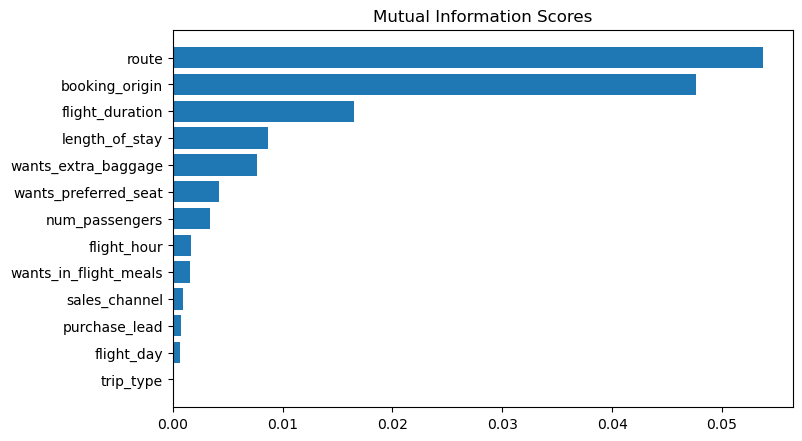 Mutual Information Scores
route
booking_origin
flight_duration
length_of_stay
wants_extra_baggage
wants_preferred_seat
num_passengers
flight_hour
wants_in_flight_meals
sales_channel
purchase_lead
flight_day
trip_type
0.00 0.01 0.02 0.03 0.04 0.05